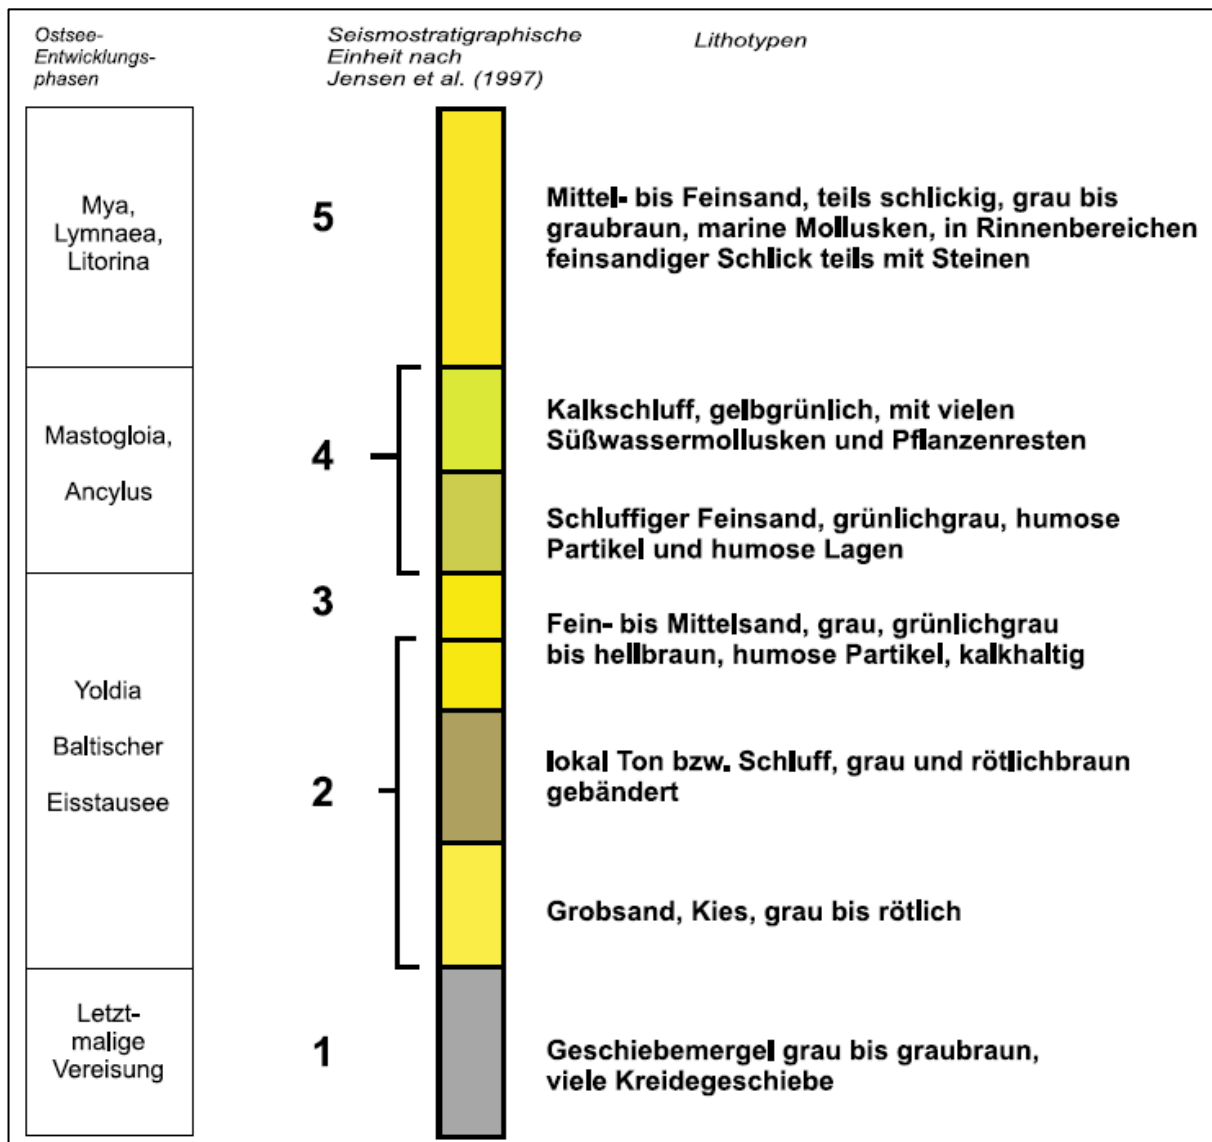 Ostsee-
Entwicklungs-
phasen
Seismostratigraphische
Einheit nach
Jensen et al. (1997)
Lithotypen
Mya,
Lymnaea,
Litorina
5
Mittel- bis Feinsand, teils schlickig, grau bis
graubraun, marine Mollusken, in Rinnenbereichen
feinsandiger Schlick teils mit Steinen
Mastogloia,
Ancylus
4
Kalkschluff, gelbgrünlich, mit vielen
Süßwassermollusken und Pflanzenresten
Schluffiger Feinsand, grünlichgrau, humose
Partikel und humose Lagen
3
Fein- bis Mittelsand, grau, grünlichgrau
bis hellbraun, humose Partikel, kalkhaltig
Yoldia
Baltischer
Eisstausee
2
lokal Ton bzw. Schluff, grau und rötlichbraun
gebändert
Grobsand, Kies, grau bis rötlich
Letzt-
malige
Vereisung
1
Geschiebemergel grau bis graubraun,
viele Kreidegeschiebe